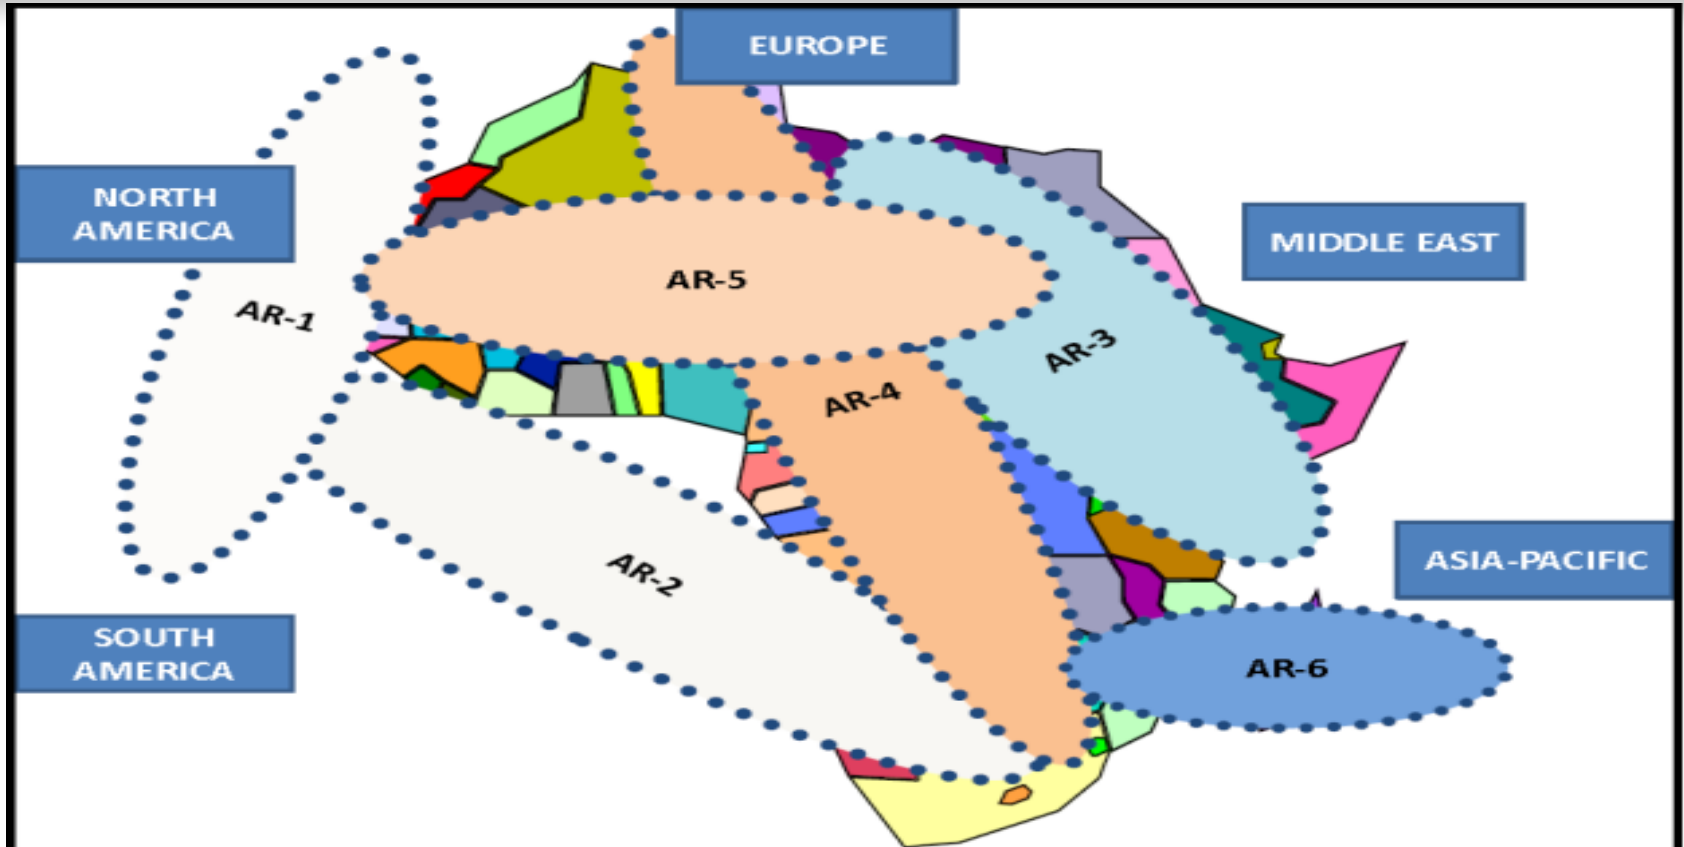 EUROPE
NORTH
AMERICA
MIDDLE EAST
AR-5
AR-1
AR-3
AR-4
ASIA-PACIFIC
AR-2
SOUTH
AMERICA
AR-6